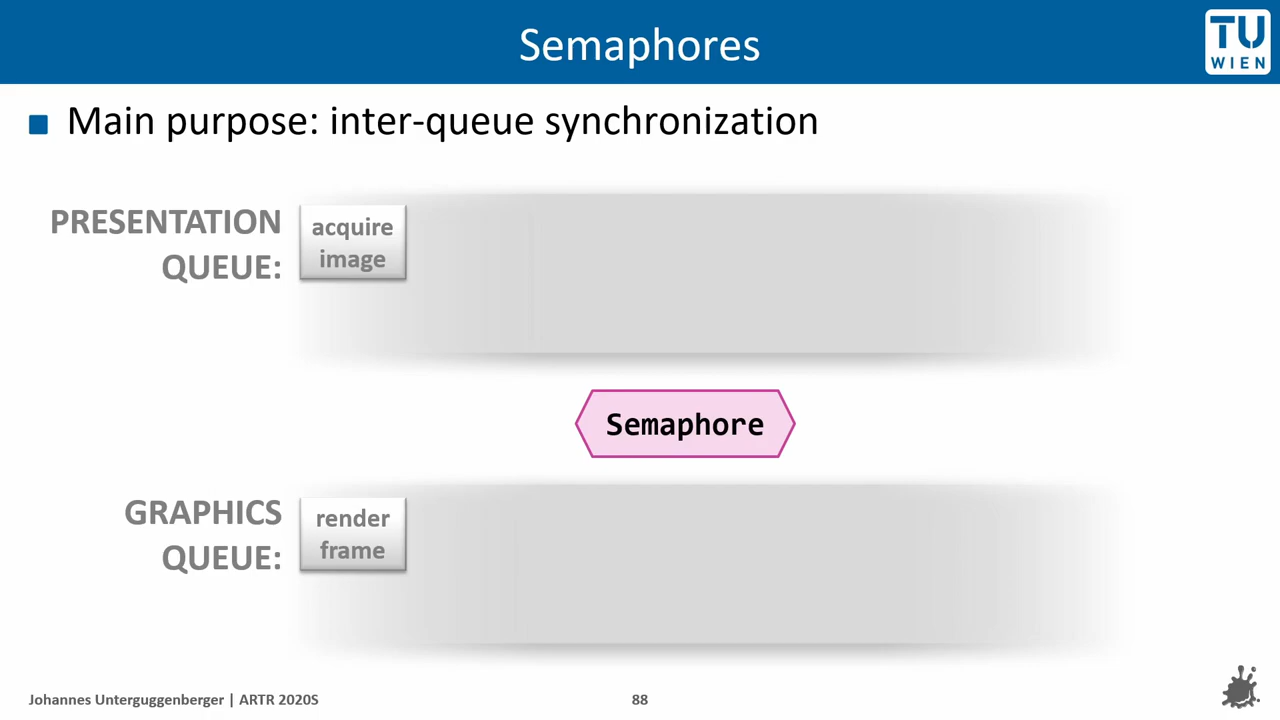 Semaphores
TU
WIEN
Main purpose: inter-queue synchronization
PRESENTATION
QUEUE:
acquire
image
Semaphore
GRAPHICS
QUEUE:
render
frame
Johannes Unterguggenberger | ARTR 2020S
88